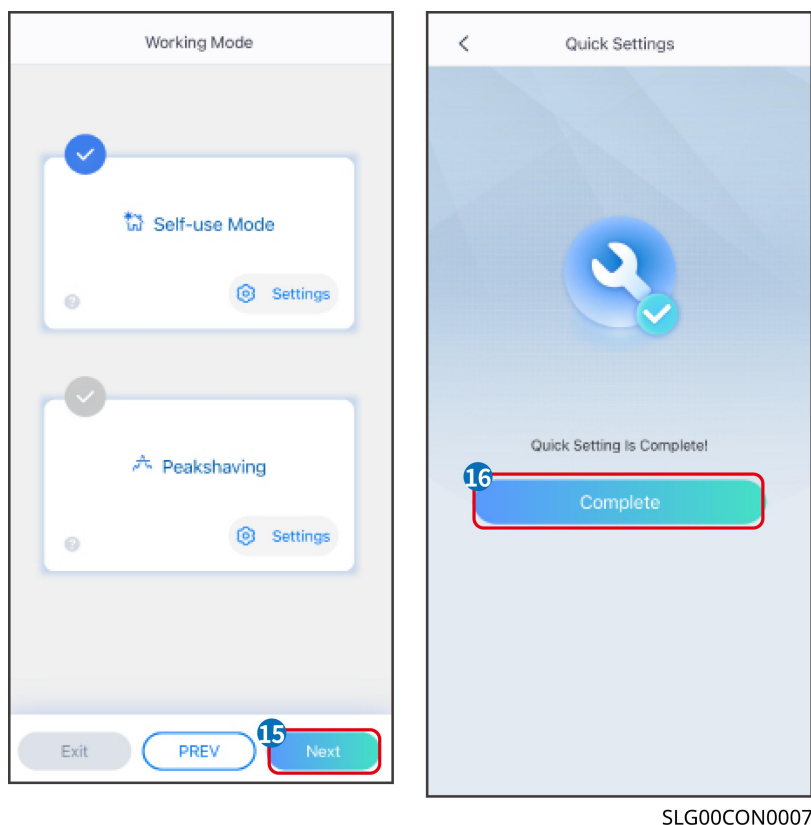 Working Mode
Self-use Mode
Settings
Peakshaving
Settings
Exit
PREV
15
Next
Quick Settings
Quick Setting Is Complete!
16
Complete
SLG00CON0007